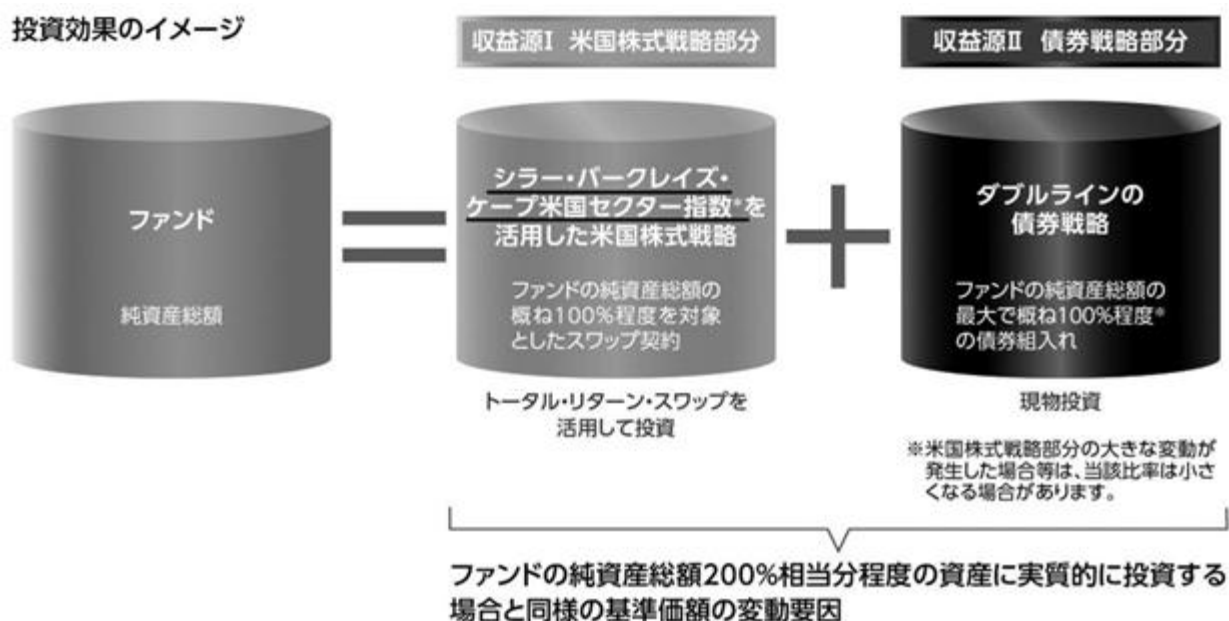 投資効果のイメージ
収益源Ⅰ 米国株式戦略部分
収益源Ⅱ 債券戦略部分
ファンド
純資産総額
シラー・バークレイズ・
ケープ米国セクター指数*を
活用した米国株式戦略
ファンドの純資産総額の
概ね100%程度を対象
としたスワップ契約
トータル・リターン・スワップを
活用して投資
ダブルラインの
債券戦略
ファンドの純資産総額の
最大で概ね100%程度※
の債券組入れ
現物投資
※米国株式戦略部分の大きな変動が
発生した場合等は、当該比率は小さ
くなる場合があります。
ファンドの純資産総額200%相当分程度の資産に実質的に投資する
場合と同様の基準価額の変動要因